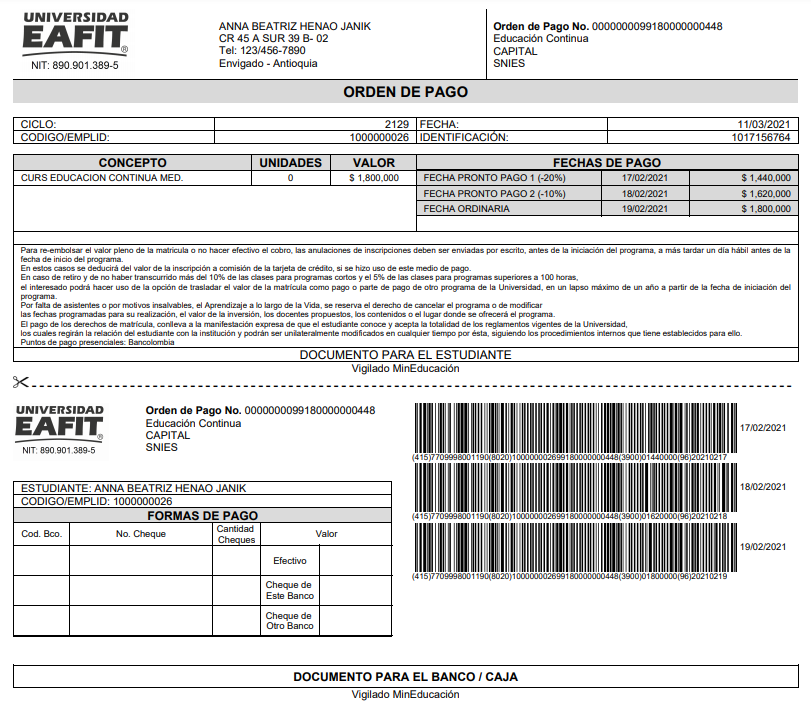 UNIVERSIDAD
EAFIT®
NIT: 890.901.389-5
ANNA BEATRIZ HENAO JANIK
CR 45 A SUR 39 B- 02
Tel: 123/456-7890
Envigado - Antioquia
Orden de Pago No. 0000000099180000000448
Educación Continua
CAPITAL
SNIES
ORDEN DE PAGO
CICLO: 2129 FECHA: 11/03/2021
CODIGO/EMPLID: 1000000026 IDENTIFICACIÓN: 1017156764
CONCEPTO UNIDADES VALOR FECHAS DE PAGO
CURS EDUCACION CONTINUA MED. 0 $ 1,800,000 FECHA PRONTO PAGO 1 (-20%) 17/02/2021 $ 1,440,000
FECHA PRONTO PAGO 2 (-10%) 18/02/2021 $ 1,620,000
FECHA ORDINARIA 19/02/2021 $ 1,800,000
Para re-embolsar el valor pleno de la matricula o no hacer efectivo el cobro, las anulaciones de inscripciones deben ser enviadas por escrito, antes de la iniciación del programa, a más tardar un día hábil antes de la
fecha de inicio del programa.
En estos casos se deducirá del valor de la inscripción a comisión de la tarjeta de crédito, si se hizo uso de este medio de pago.
En caso de retiro y de no haber transcurrido más del 10% de las clases para programas cortos y el 5% de las clases para programas superiores a 100 horas,
el interesado podrá hacer uso de la opción de trasladar el valor de la matrícula como pago o parte de pago de otro programa de la Universidad, en un lapso máximo de un año a partir de la fecha de iniciación del
programa.
Por falta de asistentes o por motivos insalvables, el Aprendizaje a lo largo de la Vida, se reserva el derecho de cancelar el programa o de modificar
las fechas programadas para su realización, el valor de la inversión, los docentes propuestos, los contenidos o el lugar donde se ofrecerá el programa.
El pago de los derechos de matrícula, conlleva a la manifestación expresa de que el estudiante conoce y acepta la totalidad de los reglamentos vigentes de la Universidad,
los cuales regirán la relación del estudiante con la institución y podrán ser unilateralmente modificados en cualquier tiempo por ésta, siguiendo los procedimientos internos que tiene establecidos para ello.
Puntos de pago presenciales: Bancolombia
DOCUMENTO PARA EL ESTUDIANTE
Vigilado MinEducación
UNIVERSIDAD
EAFIT®
NIT: 890.901.389-5
Orden de Pago No. 0000000099180000000448
Educación Continua
CAPITAL
SNIES
17/02/2021
(415)7709998001190(8020)10000000269918000000­0448(3900)01440000(96)20210217
18/02/2021
(415)7709998001190(8020)100000002699180000000448(3900)01620000(96)20210218
19/02/2021
(415)7709998001190(8020)100000002699180000000448(3900)01800000(96)20210219
ESTUDIANTE: ANNA BEATRIZ HENAO JANIK
CODIGO/EMPLID: 1000000026
FORMAS DE PAGO
Cod. Bco. No. Cheque Cantidad Cheques Valor
Efectivo
Cheque de
Este Banco
Cheque de
Otro Banco
DOCUMENTO PARA EL BANCO / CAJA
Vigilado MinEducación